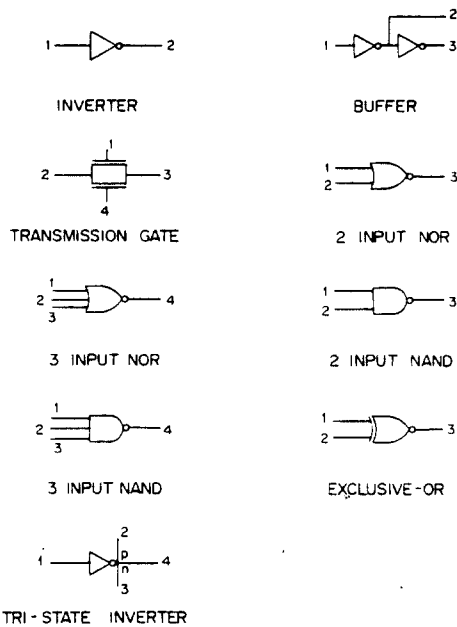 1 2
INVERTER
1 2 3
BUFFER
1 2 3 4
TRANSMISSION GATE
1 2 3
2 INPUT NOR
1 2 3 4
3 INPUT NOR
1 2 3
2 INPUT NAND
1 2 3 4
3 INPUT NAND
1 2 3
EXCLUSIVE-OR
1 2 p n 3 4
TRI-STATE INVERTER